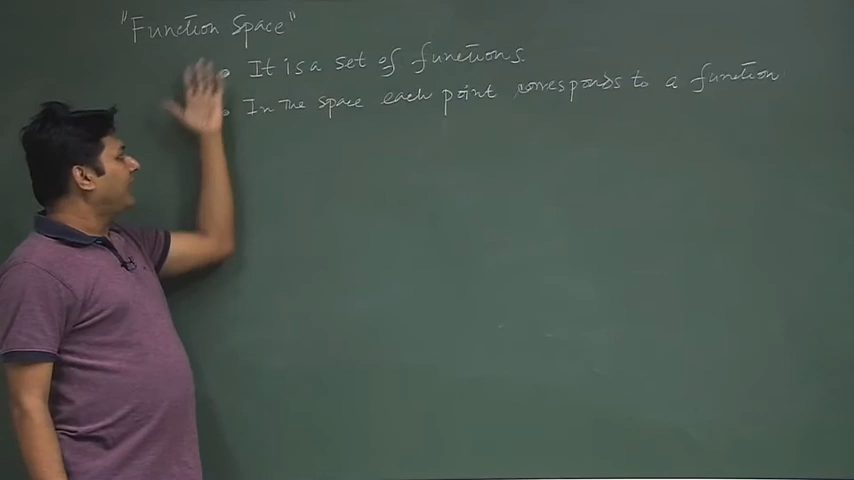 "Function Space"
• It is a set of functions.
• In the space each point corresponds to a function